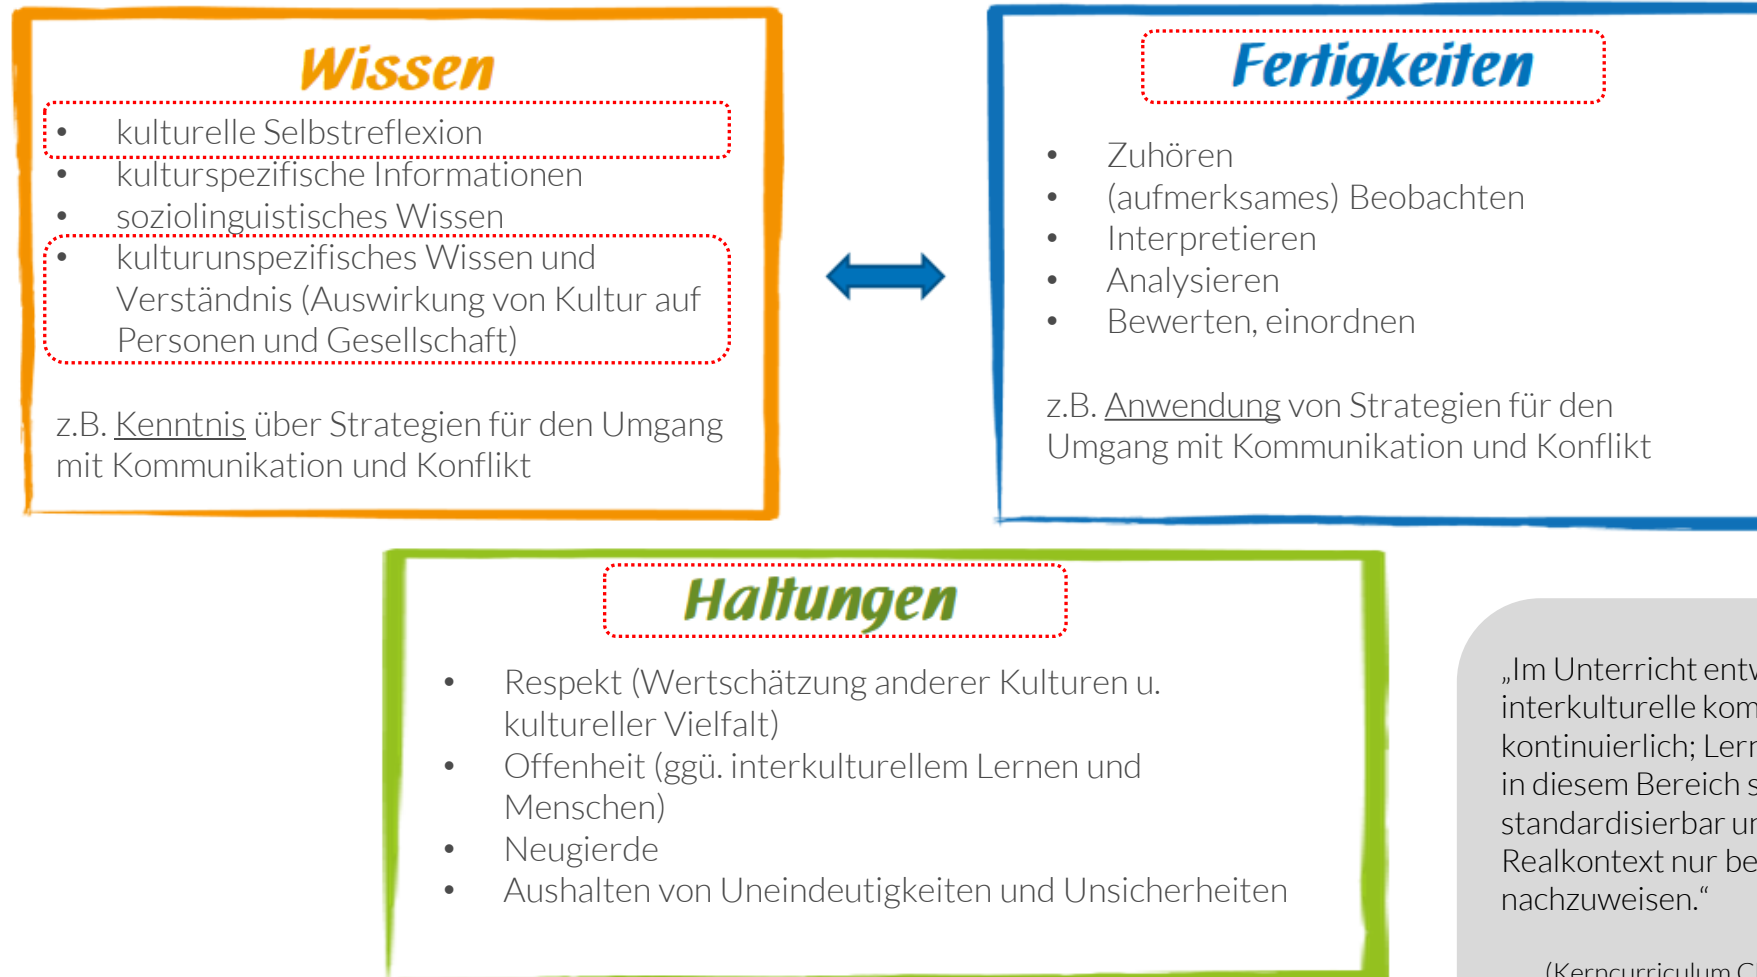 Wissen
• kulturelle Selbstreflexion
• kulturspezifische Informationen
• soziolinguistisches Wissen
• kulturunspezifisches Wissen und
Verständnis (Auswirkung von Kultur auf
Personen und Gesellschaft)
z.B. Kenntnis über Strategien für den Umgang
mit Kommunikation und Konflikt
Fertigkeiten
• Zuhören
• (aufmerksames) Beobachten
• Interpretieren
• Analysieren
• Bewerten, einordnen
z.B. Anwendung von Strategien für den
Umgang mit Kommunikation und Konflikt
Haltungen
• Respekt (Wertschätzung anderer Kulturen u.
kultureller Vielfalt)
• Offenheit (ggü. interkulturellem Lernen und
Menschen)
• Neugierde
• Aushalten von Uneindeutigkeiten und Unsicherheiten
„Im Unterricht
interkulturelle
kontinuierlich;
in diesem Bereich
standardisierbar
Realkontext nur
nachzuweisen.“
(Kerncurriculum